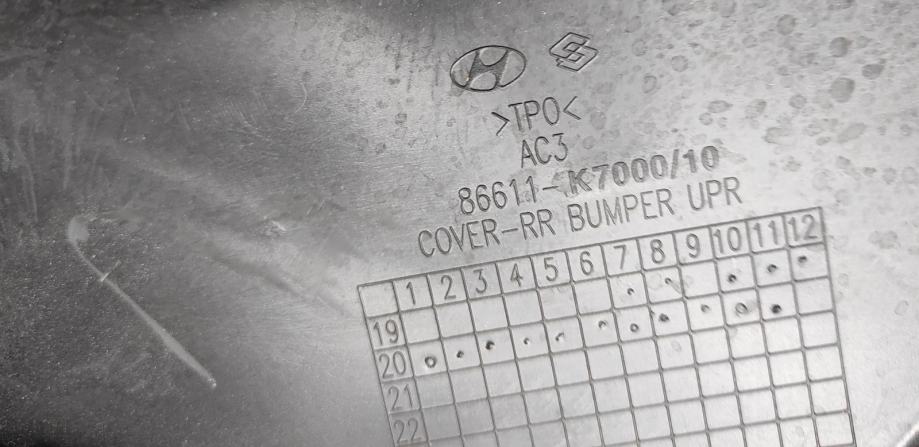 >TPO<
AC3
86611-K7000/10
COVER-RR BUMPER UPR
1 2 3 4 5 6 7 8 9 10 11 12
19
20
21
22